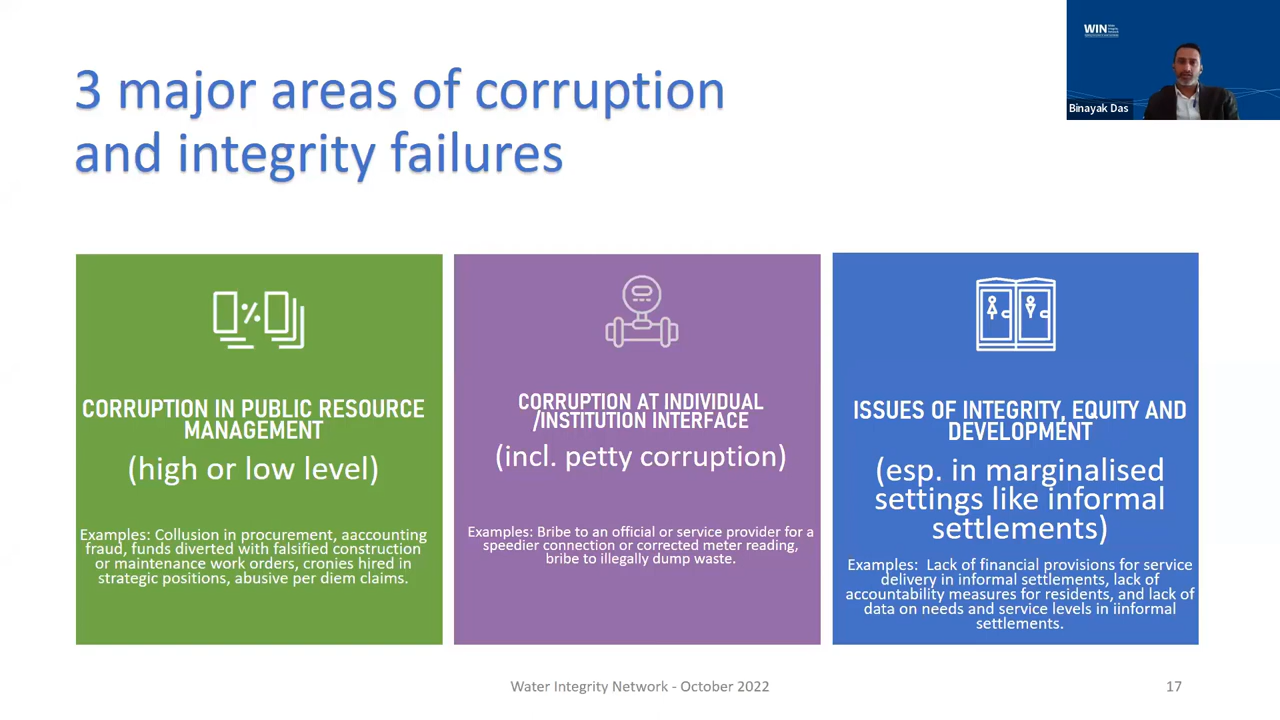 3 major areas of corruption
and integrity failures
WIN
Binayak Das
CORRUPTION IN PUBLIC RESOURCE
MANAGEMENT
(high or low level)
Examples: Collusion in procurement, aaccounting
fraud, funds diverted with falsified construction
or maintenance work orders, cronies hired in
strategic positions, abusive per diem claims.
CORRUPTION AT INDIVIDUAL
/INSTITUTION INTERFACE
(incl. petty corruption)
Examples: Bribe to an official or service provider for a
speedier connection or corrected meter reading,
bribe to illegally dump waste.
ISSUES OF INTEGRITY, EQUITY AND
DEVELOPMENT
(esp. in marginalised
settings like informal
settlements)
Examples: Lack of financial provisions for service
delivery in informal settlements, lack of
accountability measures for residents, and lack of
data on needs and service levels in iinformal
settlements.
Water Integrity Network - October 2022
17